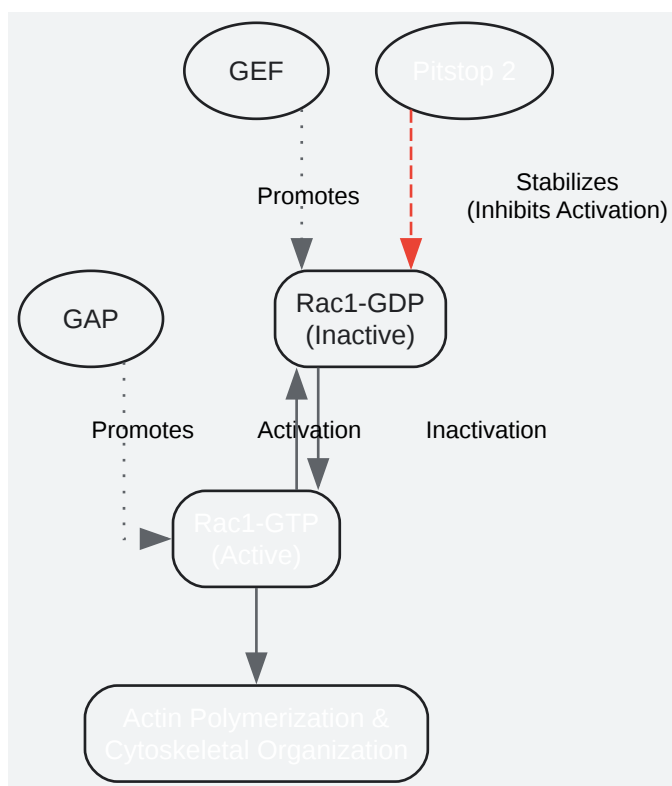 GEF
Pitstop 2
Promotes
Stabilizes
(Inhibits Activation)
GAP
Rac1-GDP
(Inactive)
Promotes
Activation
Inactivation
Rac1-GTP
(Active)
Actin Polymerization &
Cytoskeletal Organization